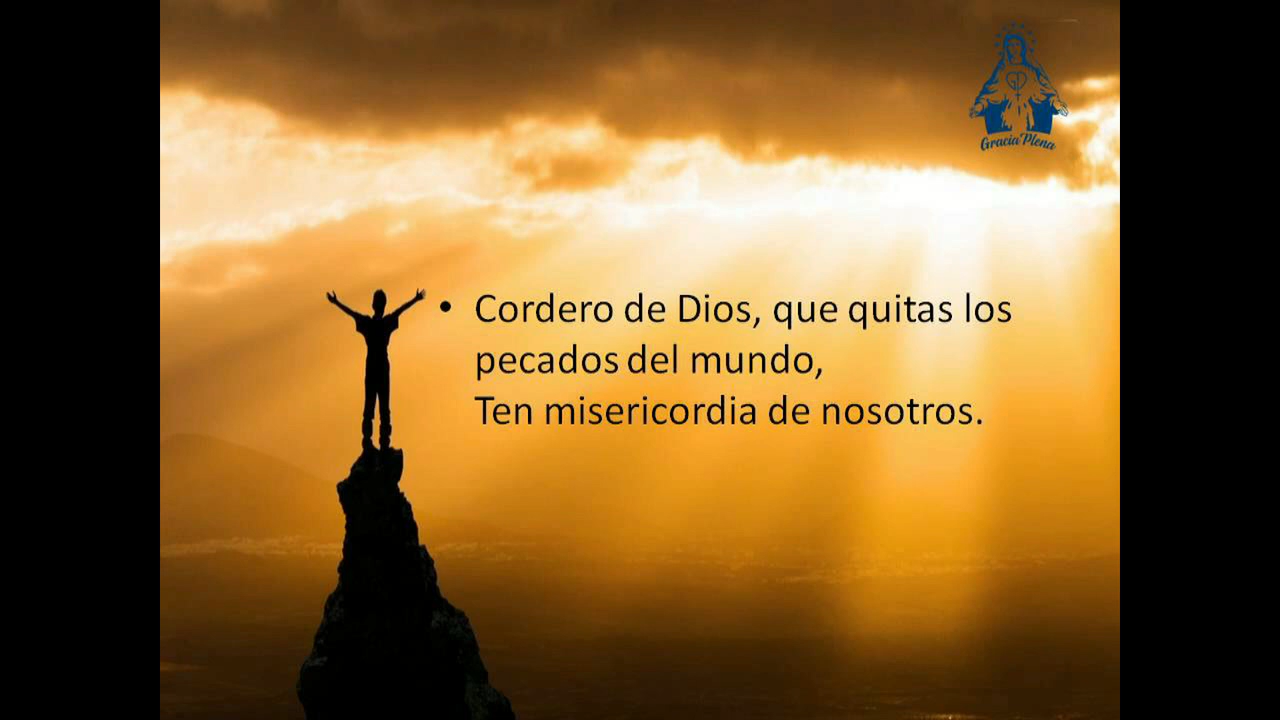 Gracia Plena
• Cordero de Dios, que quitas los
pecados del mundo,
Ten misericordia de nosotros.